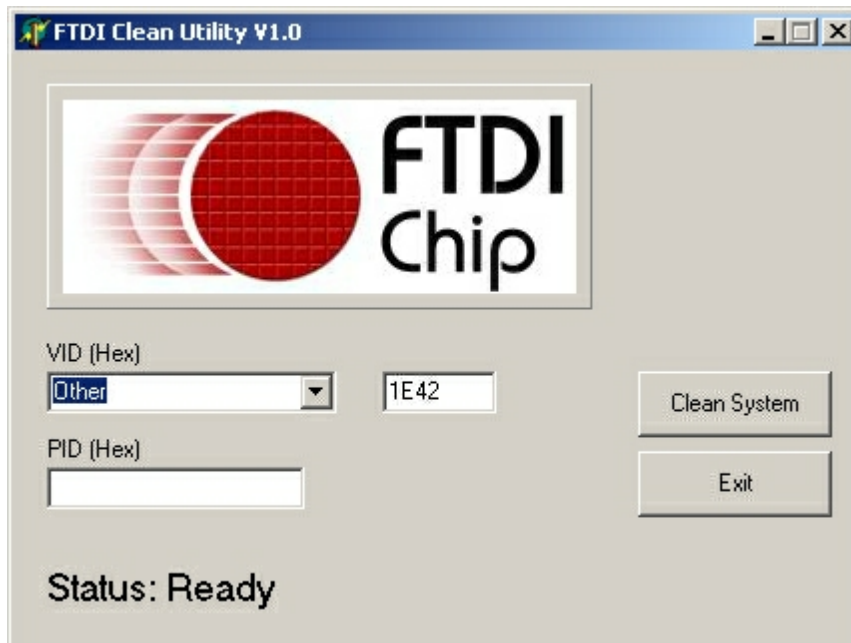 FTDI Clean Utility V1.0
FTDI
Chip
VID (Hex)
Other
1E42
Clean System
PID (Hex)
Exit
Status: Ready